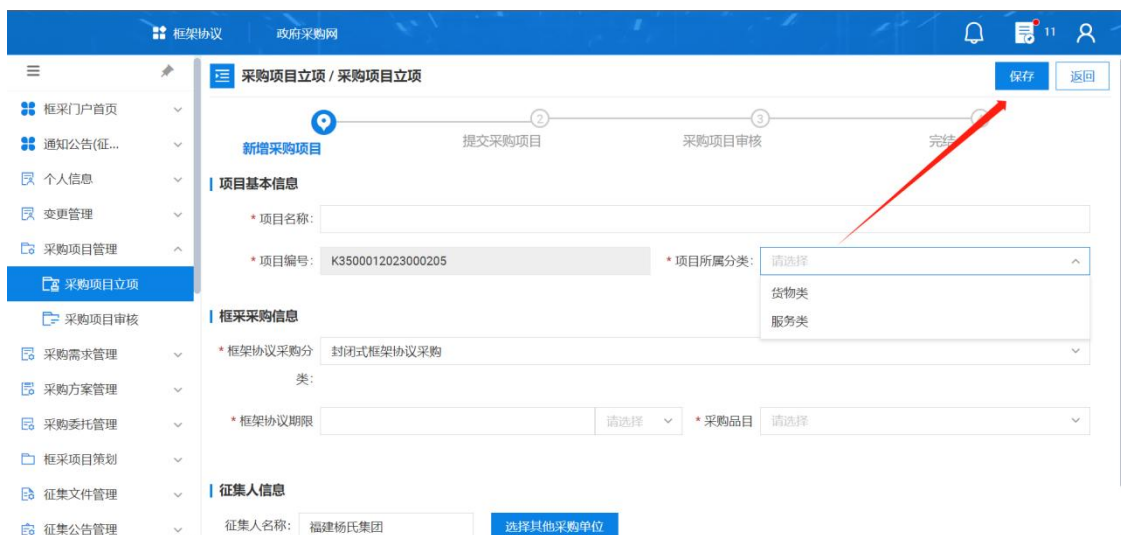 框架协议 政府采购网 11
采购项目立项 / 采购项目立项 保存 返回
框采门户首页
通知公告(征...
个人信息
变更管理
采购项目管理
采购项目立项
采购项目审核
采购需求管理
采购方案管理
采购委托管理
框采项目策划
征集文件管理
征集公告管理
2 3
新增采购项目 提交采购项目 采购项目审核 完结
项目基本信息
* 项目名称:
* 项目编号: K3500012023000205 * 项目所属分类: 请选择
货物类
服务类
框采采购信息
* 框架协议采购分 封闭式框架协议采购
类:
* 框架协议期限 请选择 * 采购品目 请选择
征集人信息
征集人名称: 福建杨氏集团 选择其他采购单位